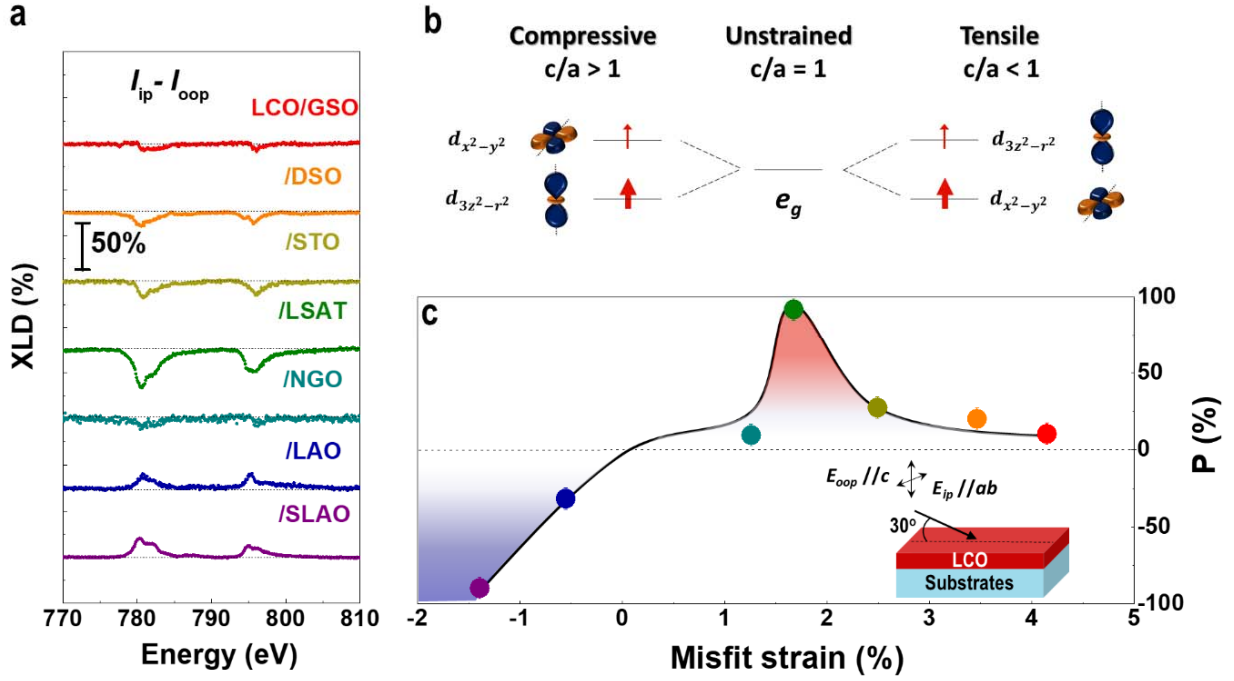 a
I_ip - I_oop
LCO/GSO
/DSO
50%
/STO
/LSAT
/NGO
/LAO
/SLAO
XLD (%)
770 780 790 800 810
Energy (eV)
b
Compressive Unstrained Tensile
c/a > 1 c/a = 1 c/a < 1
d_x²−y² d_3z²−r²
d_3z²−r² e_g d_x²−y²
c
100
50
0
-50
-100
P (%)
E_oop //c
E_ip //ab
30°
LCO
Substrates
-2 -1 0 1 2 3 4 5
Misfit strain (%)